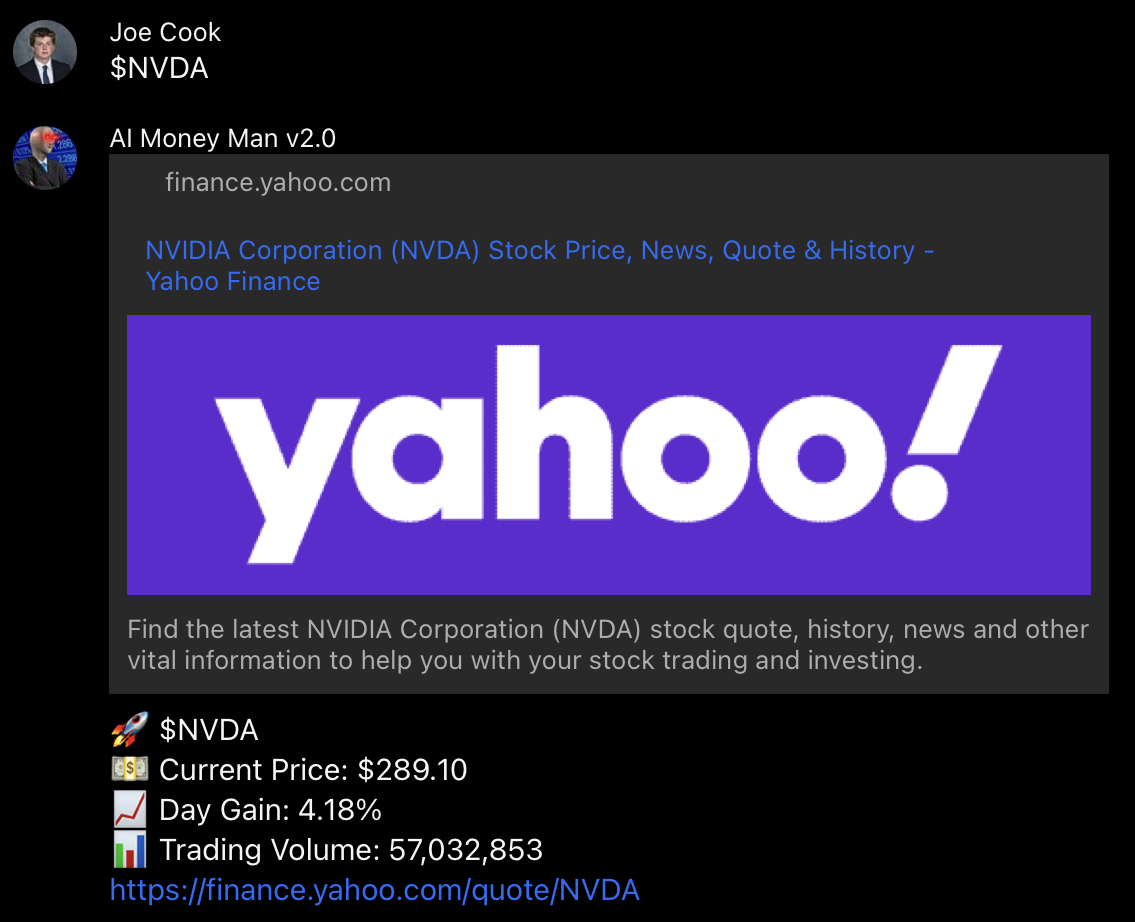 Joe Cook
$NVDA
AI Money Man v2.0
finance.yahoo.com
NVIDIA Corporation (NVDA) Stock Price, News, Quote & History -
Yahoo Finance
yahoo!
Find the latest NVIDIA Corporation (NVDA) stock quote, history, news and other
vital information to help you with your stock trading and investing.
🚀 $NVDA
💵 Current Price: $289.10
📈 Day Gain: 4.18%
📊 Trading Volume: 57,032,853
https://finance.yahoo.com/quote/NVDA